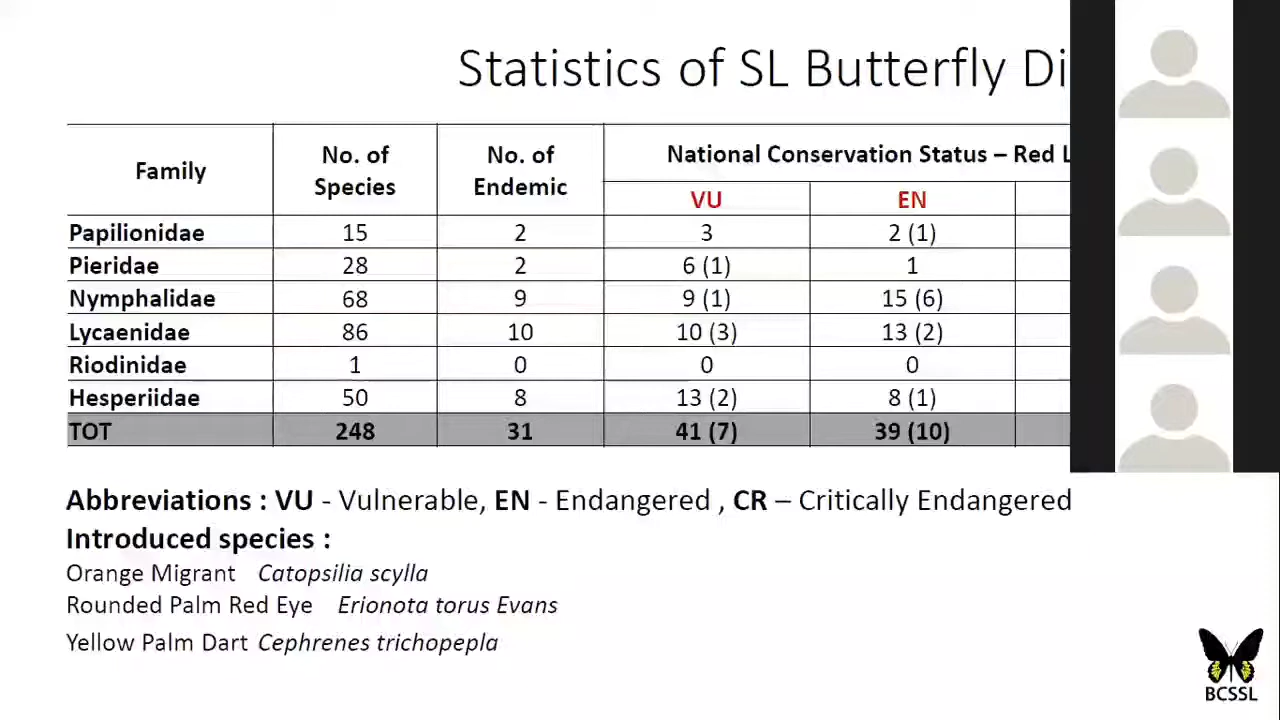 Statistics of SL Butterfly Di
Family No. of Species No. of Endemic National Conservation Status – Red L
VU EN
Papilionidae 15 2 3 2 (1)
Pieridae 28 2 6 (1) 1
Nymphalidae 68 9 9 (1) 15 (6)
Lycaenidae 86 10 10 (3) 13 (2)
Riodinidae 1 0 0 0
Hesperiidae 50 8 13 (2) 8 (1)
TOT 248 31 41 (7) 39 (10)
Abbreviations : VU - Vulnerable, EN - Endangered , CR – Critically Endangered
Introduced species :
Orange Migrant Catopsilia scylla
Rounded Palm Red Eye Erionota torus Evans
Yellow Palm Dart Cephrenes trichopepla
BCSSL